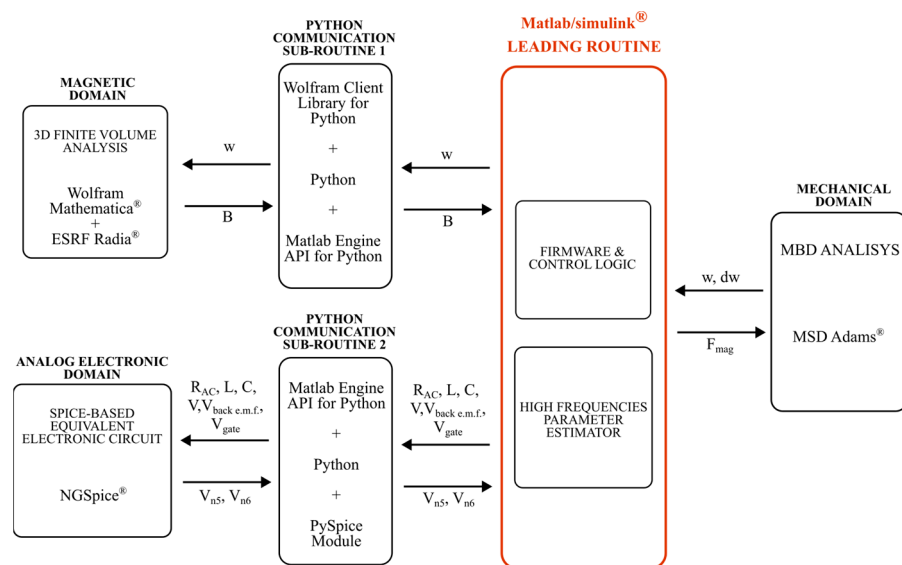 MAGNETIC
DOMAIN
3D FINITE VOLUME
ANALYSIS
Wolfram
Mathematica®
+
ESRF Radia®
w
B
PYTHON
COMMUNICATION
SUB-ROUTINE 1
Wolfram Client
Library for
Python
+
Python
+
Matlab Engine
API for Python
w
B
Matlab/simulink®
LEADING ROUTINE
FIRMWARE &
CONTROL LOGIC
HIGH FREQUENCIES
PARAMETER
ESTIMATOR
w, dw
Fmag
MECHANICAL
DOMAIN
MBD ANALISYS
MSD Adams®
ANALOG ELECTRONIC
DOMAIN
SPICE-BASED
EQUIVALENT
ELECTRONIC CIRCUIT
NGSpice®
RAC, L, C,
V,Vback e.m.f.,
Vgate
Vn5, Vn6
PYTHON
COMMUNICATION
SUB-ROUTINE 2
Matlab Engine
API for Python
+
Python
+
PySpice
Module
RAC, L, C,
V,Vback e.m.f.,
Vgate
Vn5, Vn6